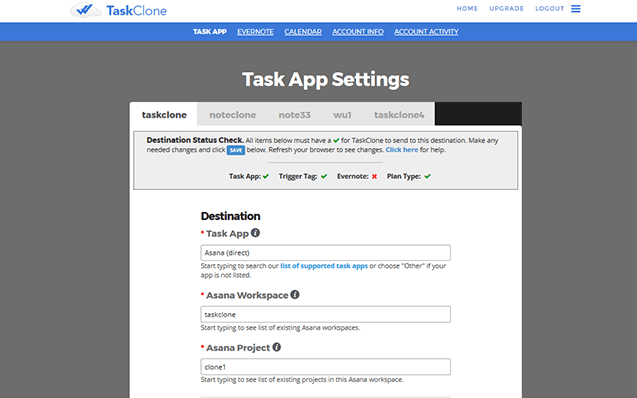 TaskClone
HOME UPGRADE LOGOUT
TASK APP EVERNOTE CALENDAR ACCOUNT INFO ACCOUNT ACTIVITY
Task App Settings
taskclone noteclone note33 wu1 taskclone4
Destination Status Check. All items below must have a ✔ for TaskClone to send to this destination. Make any
needed changes and click SAVE below. Refresh your browser to see changes. Click here for help.
Task App: ✔ Trigger Tag: ✔ Evernote: ✖ Plan Type: ✔
Destination
* Task App
Asana (direct)
Start typing to search our list of supported task apps or choose "Other" if your
app is not listed.
* Asana Workspace
taskclone
Start typing to see list of existing Asana workspaces.
* Asana Project
clone1
Start typing to see list of existing projects in this Asana workspace.